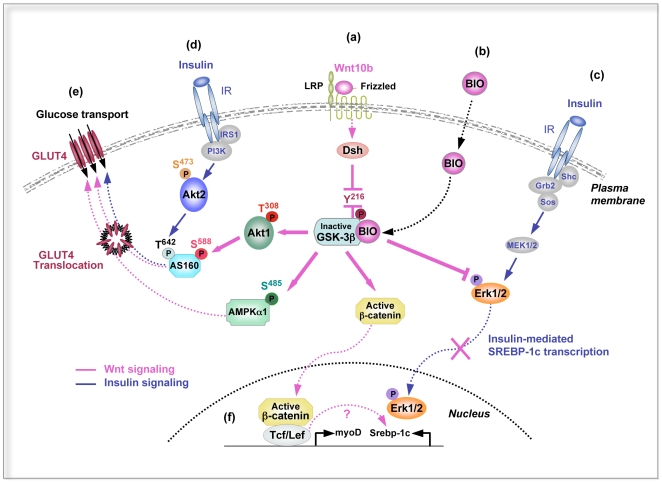 (a)
(b)
(c)
(d)
(e)
Wnt10b
LRP
Frizzled
BIO
Insulin
IR
Insulin
IR
Glucose transport
GLUT4
IRS1
PI3K
S473
P
Akt2
Dsh
BIO
Shc
Grb2
Sos
Plasma
membrane
Y216
T308
P
Akt1
P
Inactive
GSK-3β
BIO
MEK1/2
T642
P
S588
P
AS160
GLUT4
Translocation
S485
P
AMPKα1
P
Erk1/2
Active
β-catenin
Insulin-mediated
SREBP-1c transcription
Wnt signaling
Insulin signaling
P
Erk1/2
Nucleus
(f)
Active
β-catenin
Tcf/Lef
?
myoD
Srebp-1c